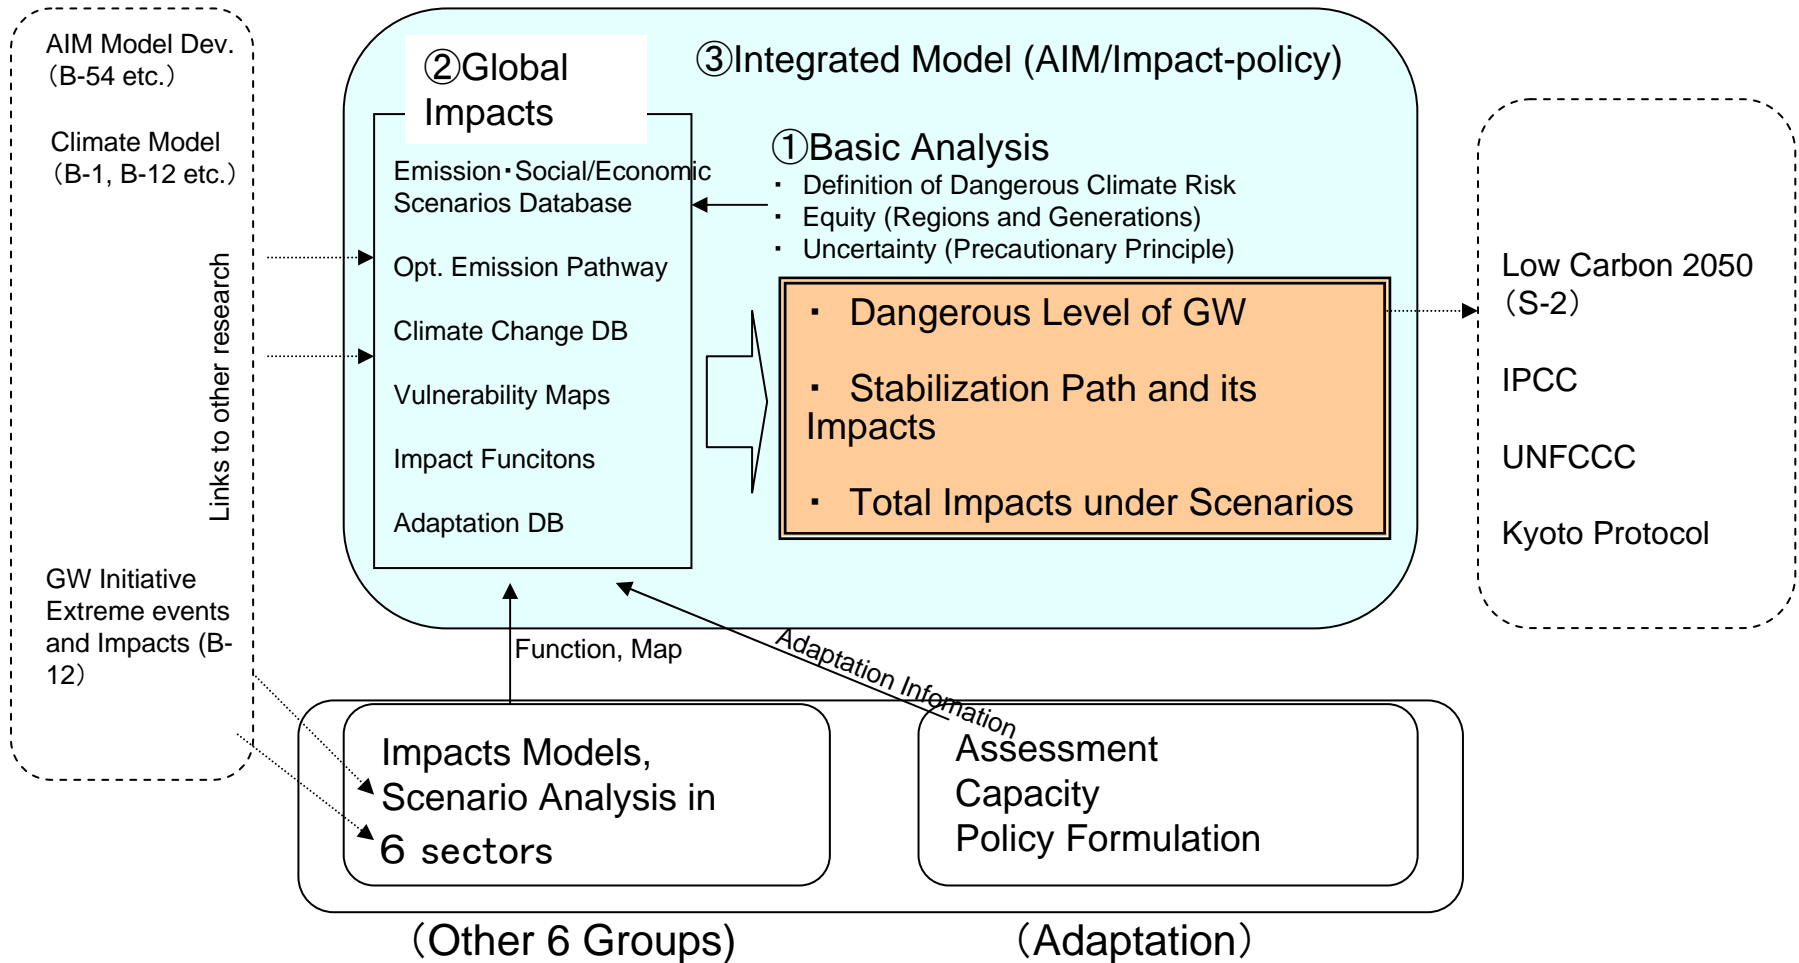 AIM Model Dev.
（B-54 etc.）
Climate Model
（B-1, B-12 etc.）
Links to other research
GW Initiative
Extreme events
and Impacts (B-
12）
②Global
Impacts
Emission・Social/Economic
Scenarios Database
Opt. Emission Pathway
Climate Change DB
Vulnerability Maps
Impact Funcitons
Adaptation DB
③Integrated Model (AIM/Impact-policy)
①Basic Analysis
・ Definition of Dangerous Climate Risk
・ Equity (Regions and Generations)
・ Uncertainty (Precautionary Principle)
・ Dangerous Level of GW
・ Stabilization Path and its
Impacts
・ Total Impacts under Scenarios
Low Carbon 2050
（S-2）
IPCC
UNFCCC
Kyoto Protocol
Function, Map
Adaptation Infomation
Impacts Models,
Scenario Analysis in
６ sectors
Assessment
Capacity
Policy Formulation
（Other 6 Groups)
（Adaptation）